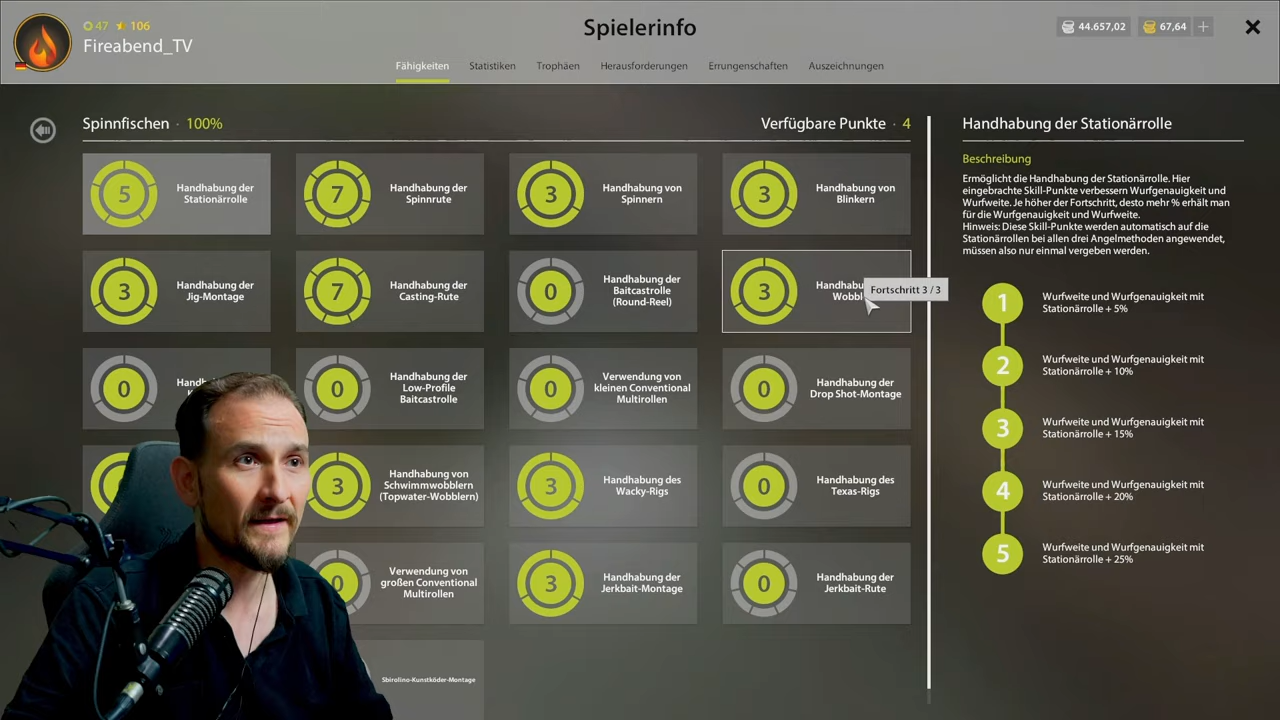 47 106
Fireabend_TV
Spielerinfo
44.657,02
67,64 +
Fähigkeiten
Statistiken
Trophäen
Herausforderungen
Errungenschaften
Auszeichnungen
Spinnfischen · 100%
Verfügbare Punkte · 4
5
Handhabung der
Stationärrolle
7
Handhabung der
Spinnrute
3
Handhabung von
Spinnern
3
Handhabung von
Blinkern
3
Handhabung der
Jig-Montage
7
Handhabung der
Casting-Rute
0
Handhabung der
Baitcastrolle
(Round-Reel)
3
Fortschritt 3 / 3
0
0
Handhabung der
Low-Profile
Baitcastrolle
0
Verwendung von
kleinen Conventional
Multirollen
0
Handhabung der
Drop Shot-Montage
3
Handhabung von
Schwimmwobblern
(Topwater-Wobblern)
3
Handhabung des
Wacky-Rigs
0
Handhabung des
Texas-Rigs
0
Verwendung von
großen Conventional
Multirollen
3
Handhabung der
Jerkbait-Montage
0
Handhabung der
Jerkbait-Rute
Sbirolino-Kunstköder-Montage
Handhabung der Stationärrolle
Beschreibung
Ermöglicht die Handhabung der Stationärrolle. Hier
eingebrachte Skill-Punkte verbessern Wurfgenauigkeit und
Wurfweite. Je höher der Fortschritt, desto mehr % erhält man
für die Wurfgenauigkeit und Wurfweite.
Hinweis: Diese Skill-Punkte werden automatisch auf die
Stationärrollen bei allen drei Angelmethoden angewendet,
müssen also nur einmal vergeben werden.
1
Wurfweite und Wurfgenauigkeit mit
Stationärrolle + 5%
2
Wurfweite und Wurfgenauigkeit mit
Stationärrolle + 10%
3
Wurfweite und Wurfgenauigkeit mit
Stationärrolle + 15%
4
Wurfweite und Wurfgenauigkeit mit
Stationärrolle + 20%
5
Wurfweite und Wurfgenauigkeit mit
Stationärrolle + 25%